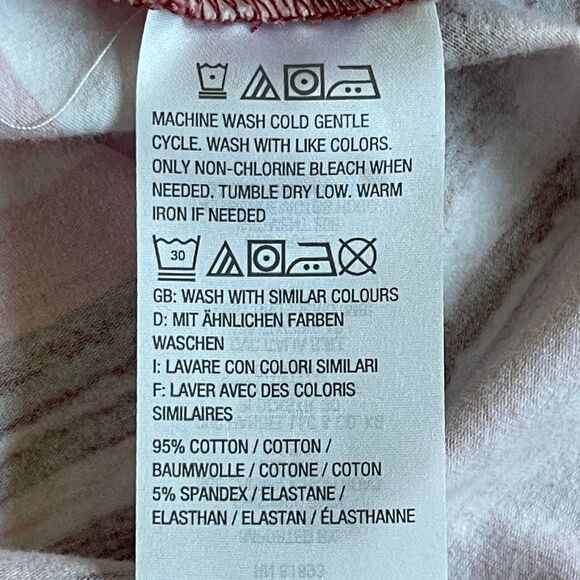 MACHINE WASH COLD GENTLE
CYCLE. WASH WITH LIKE COLORS.
ONLY NON-CHLORINE BLEACH WHEN
NEEDED. TUMBLE DRY LOW. WARM
IRON IF NEEDED
30
GB: WASH WITH SIMILAR COLOURS
D: MIT ÄHNLICHEN FARBEN
WASCHEN
I: LAVARE CON COLORI SIMILARI
F: LAVER AVEC DES COLORIS
SIMILAIRES
95% COTTON / COTTON /
BAUMWOLLE / COTONE / COTON
5% SPANDEX / ELASTANE /
ELASTHAN / ELASTAN / ÉLASTHANNE